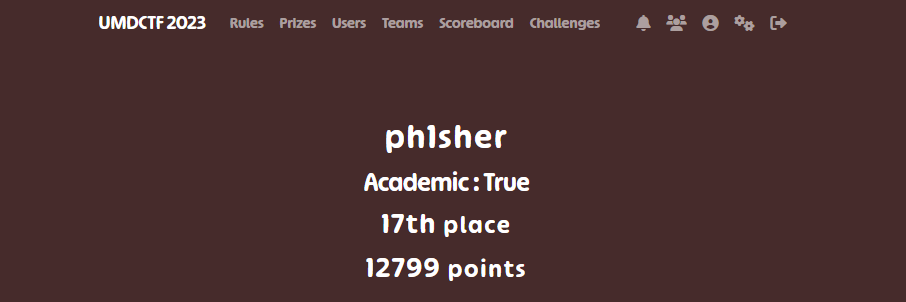 UMDCTF 2023 Rules Prizes Users Teams Scoreboard Challenges
ph1sher
Academic : True
17th place
12799 points